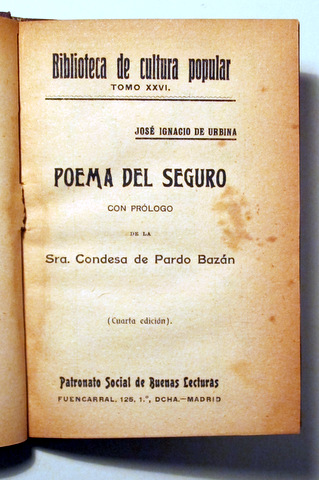 Biblioteca de cultura popular
TOMO XXVI.
JOSÉ IGNACIO DE URBINA
POEMA DEL SEGURO
CON PRÓLOGO
DE LA
Sra. Condesa de Pardo Bazán
(Cuarta edición).
Patronato Social de Buenas Lecturas
FUENCARRAL, 125, 1.º, DCHA.—MADRID